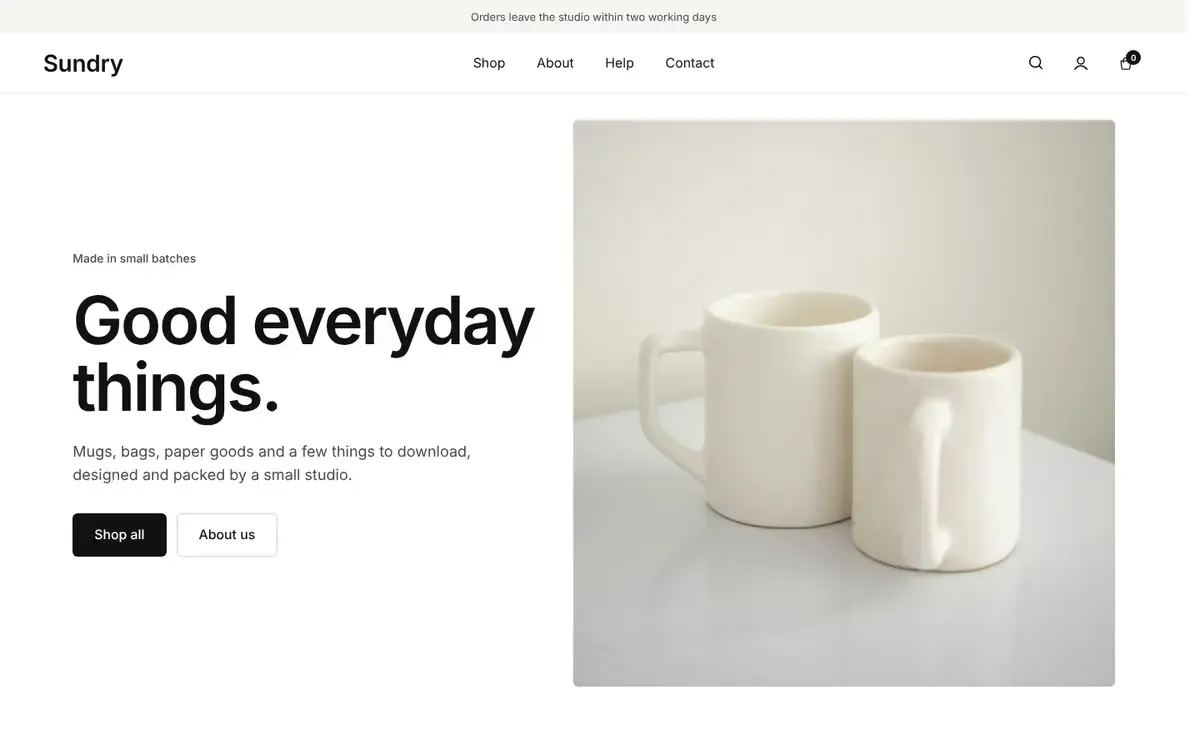 Orders leave the studio within two working days
Sundry
Shop About Help Contact
0
Made in small batches
Good everyday
things.
Mugs, bags, paper goods and a few things to download,
designed and packed by a small studio.
Shop all About us